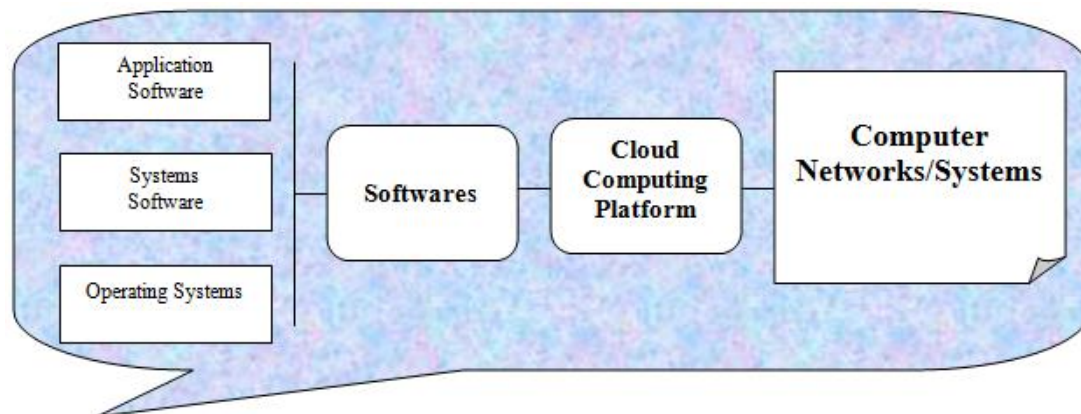 Application
Software
Systems
Software
Operating Systems
Softwares
Cloud
Computing
Platform
Computer
Networks/Systems